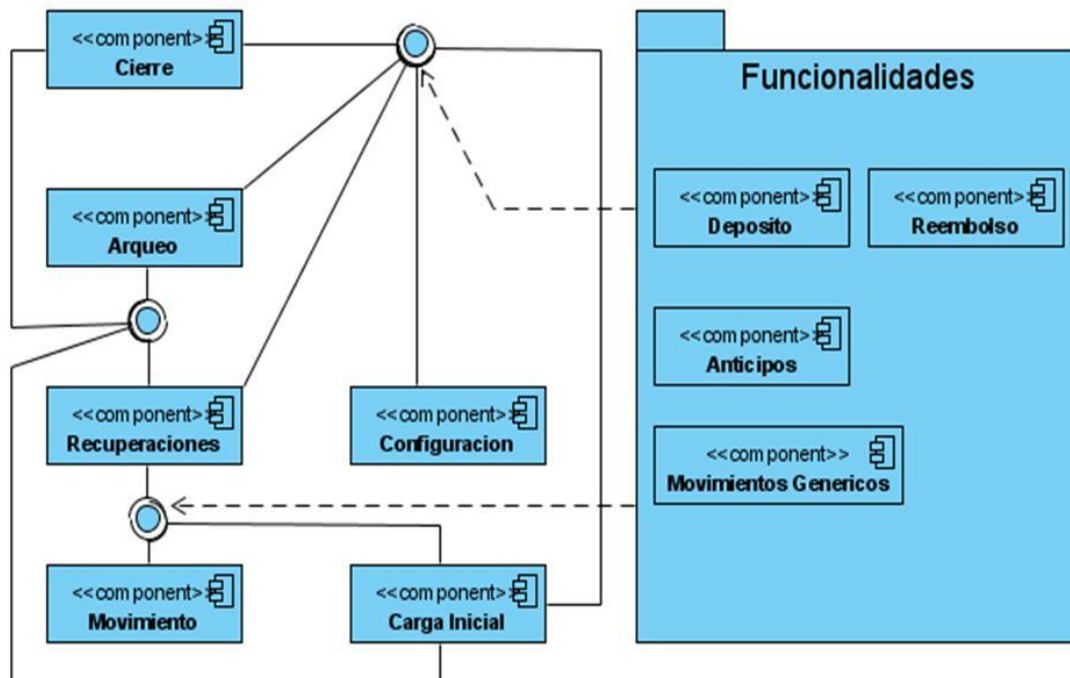 <<component>>
Cierre
Funcionalidades
<<component>>
Deposito
<<component>>
Reembolso
<<component>>
Arqueo
<<component>>
Anticipos
<<component>>
Recuperaciones
<<component>>
Configuracion
<<component>>
Movimientos Genericos
<<component>>
Movimiento
<<component>>
Carga Inicial